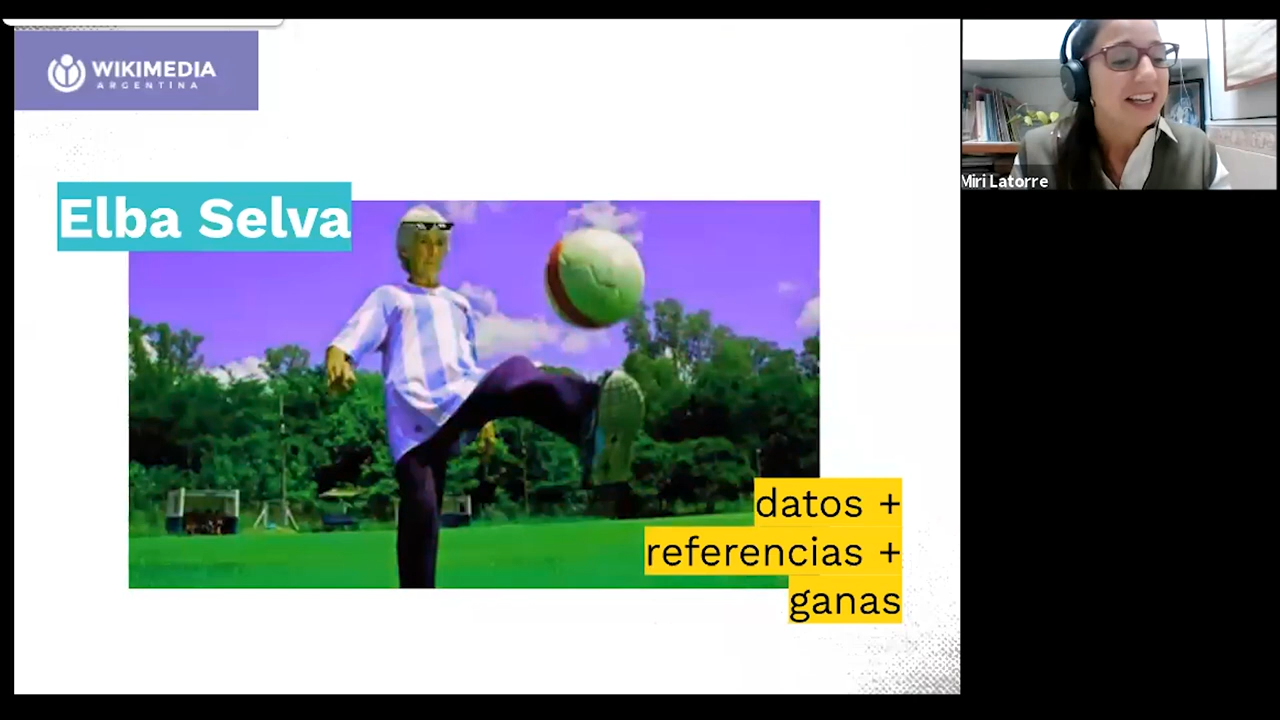 WIKIMEDIA
ARGENTINA
Elba Selva
datos +
referencias +
ganas
Miri Latorre